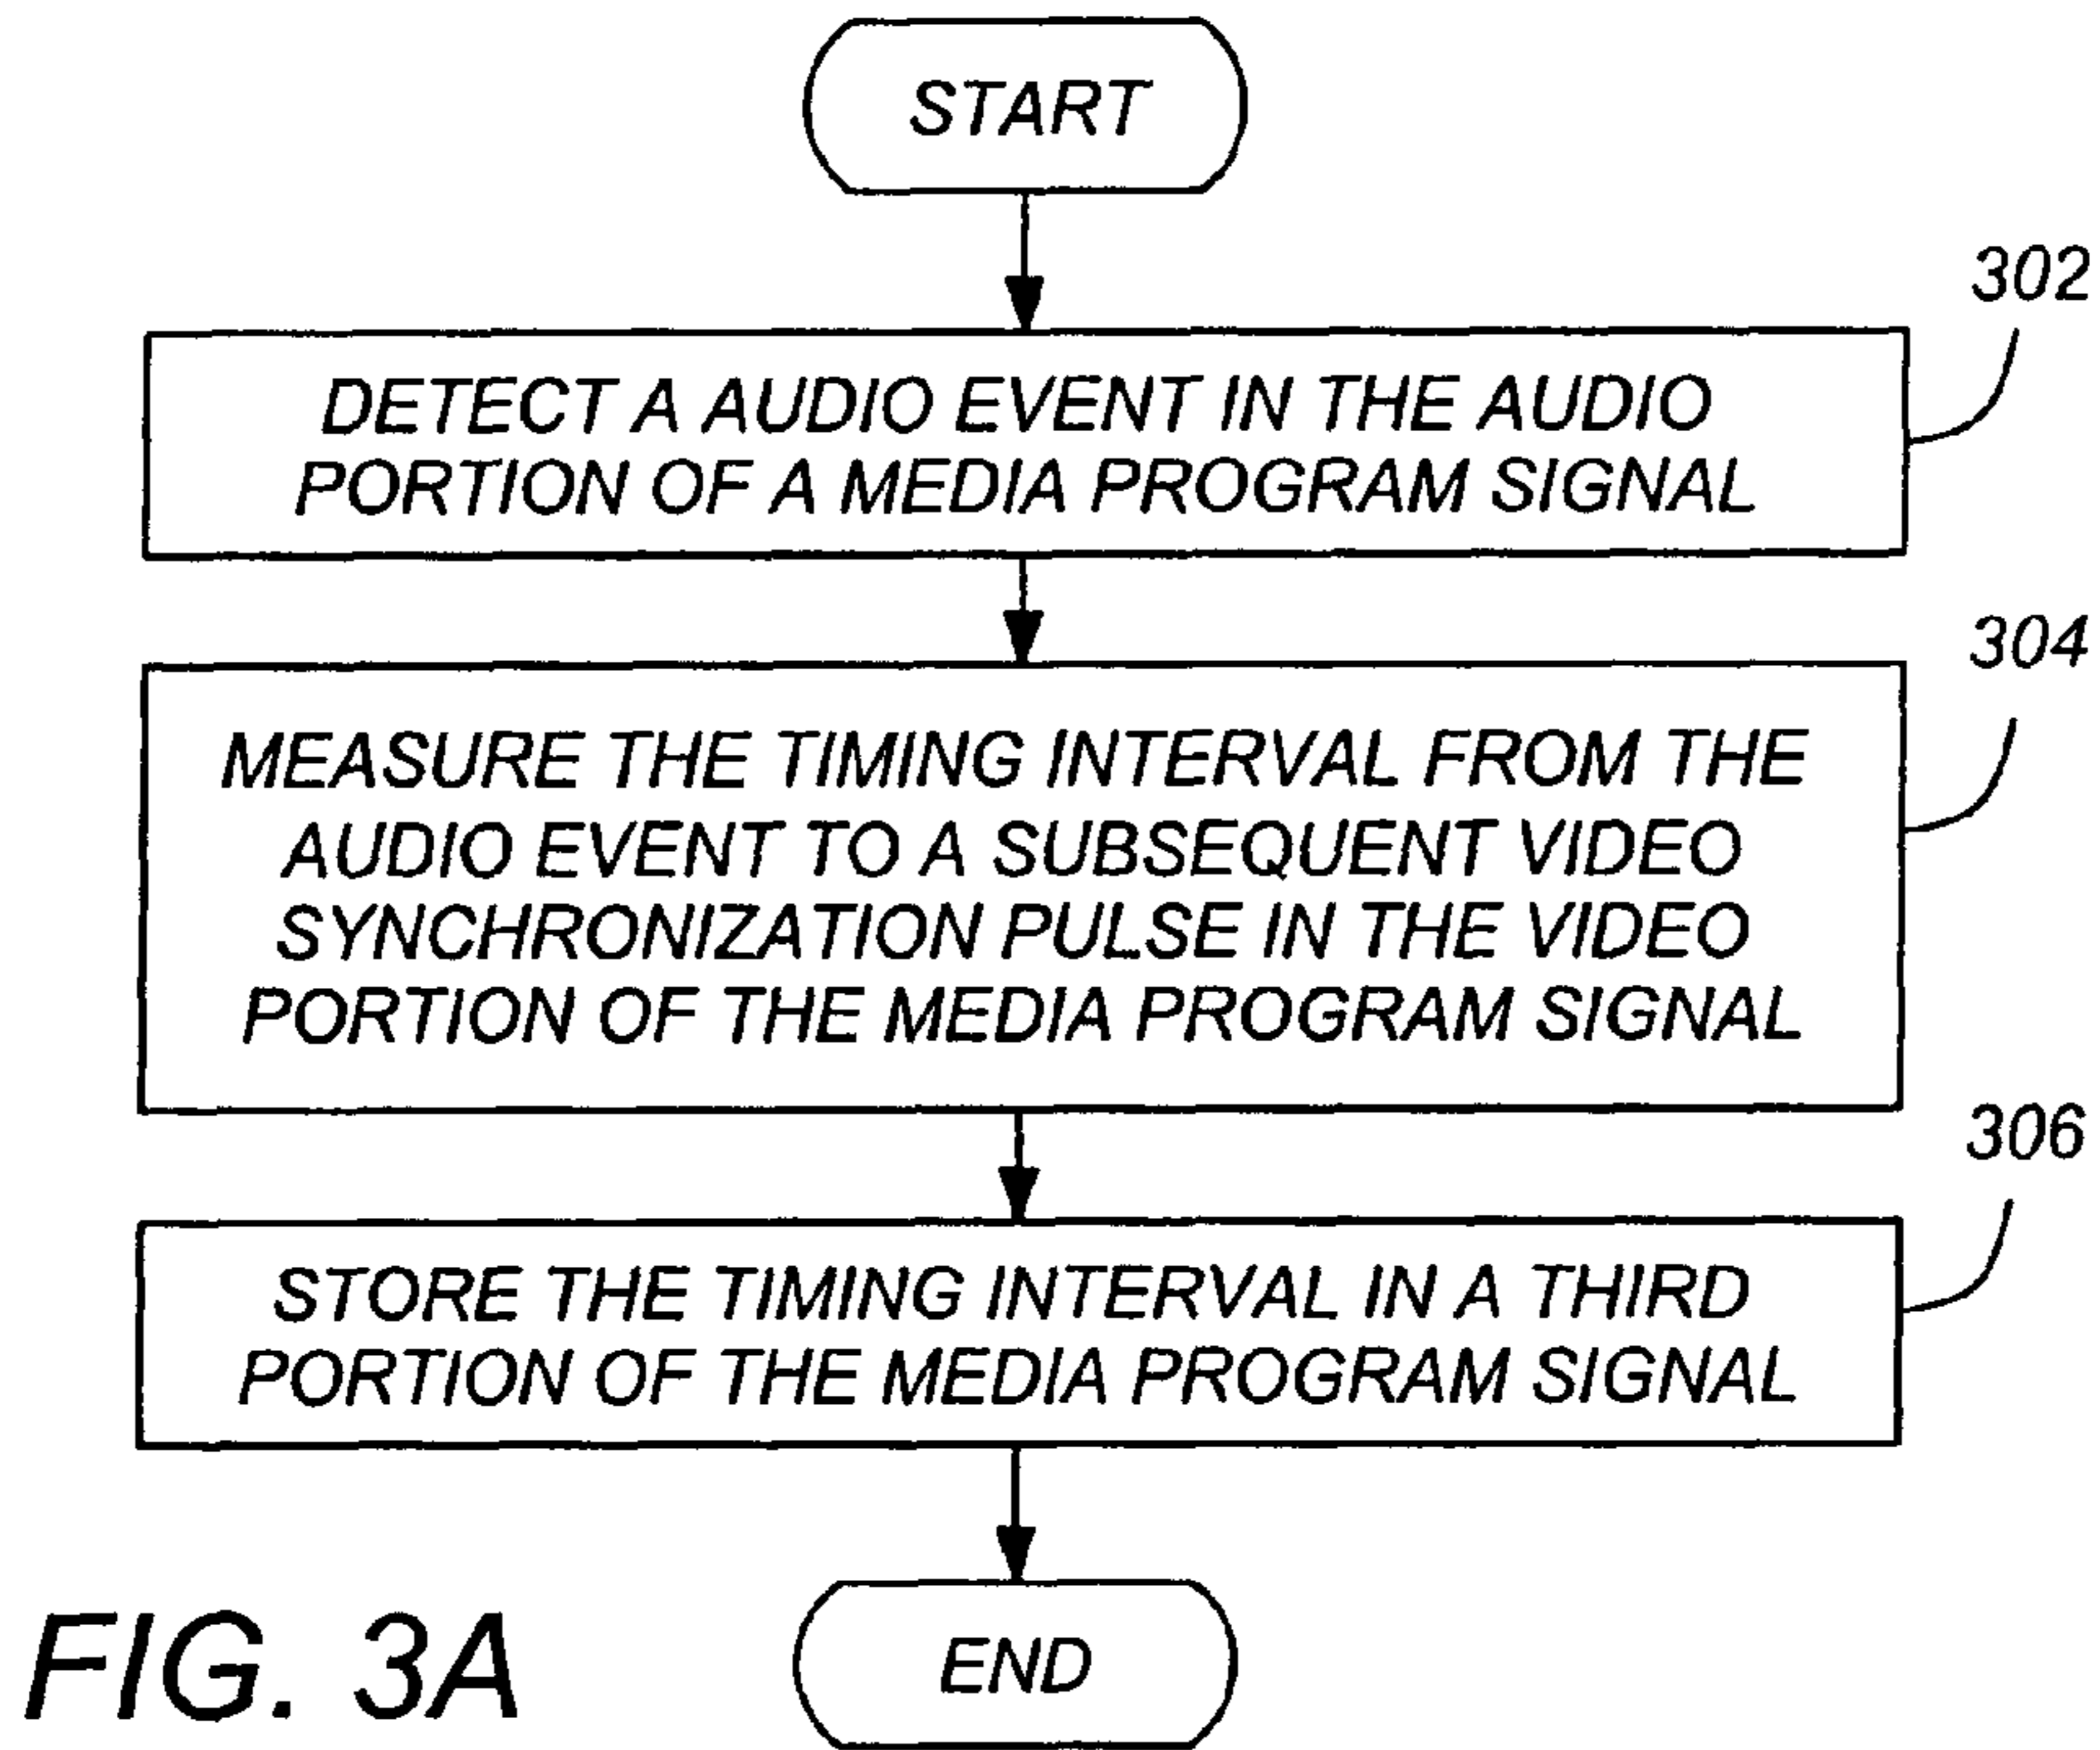 START
302
DETECT A AUDIO EVENT IN THE AUDIO
PORTION OF A MEDIA PROGRAM SIGNAL
304
MEASURE THE TIMING INTERVAL FROM THE
AUDIO EVENT TO A SUBSEQUENT VIDEO
SYNCHRONIZATION PULSE IN THE VIDEO
PORTION OF THE MEDIA PROGRAM SIGNAL
306
STORE THE TIMING INTERVAL IN A THIRD
PORTION OF THE MEDIA PROGRAM SIGNAL
END
FIG. 3A